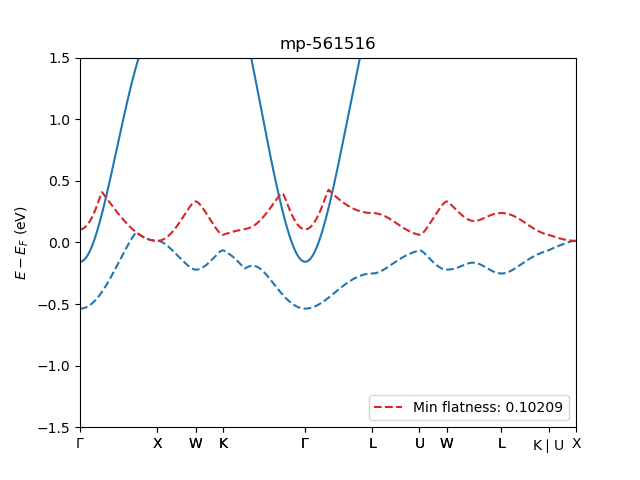 mp-561516
E − E_F (eV)
1.5
1.0
0.5
0.0
−0.5
−1.0
−1.5
Min flatness: 0.10209
Γ X W K Γ L U W L K | U X